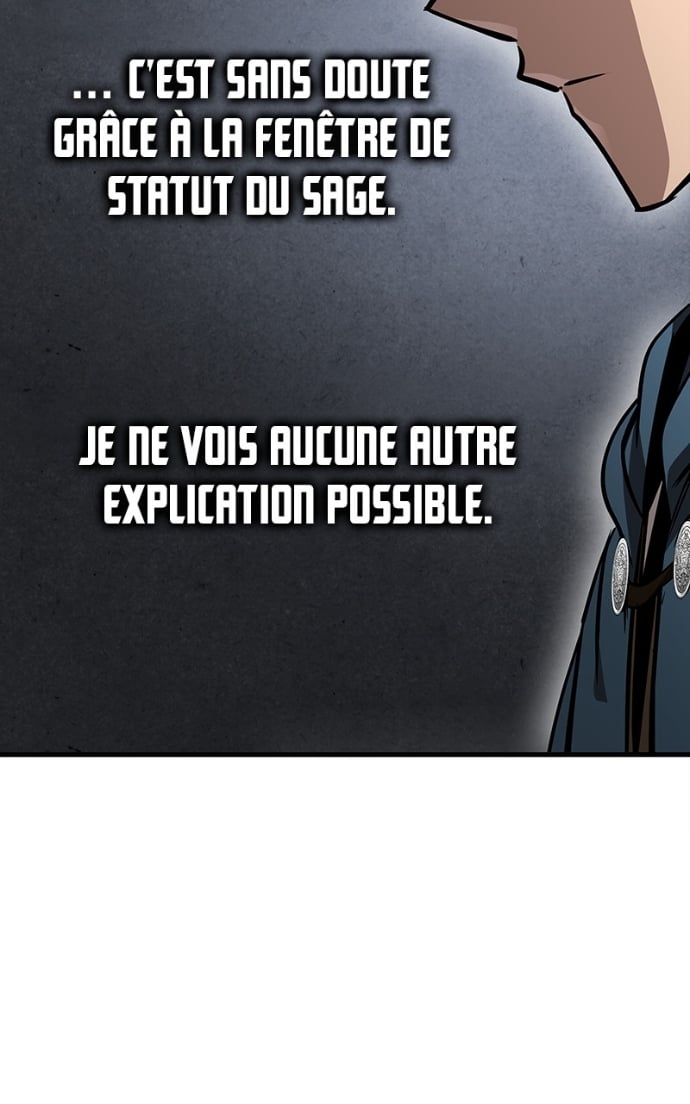 ... C'EST SANS DOUTE
GRÂCE À LA FENÊTRE DE
STATUT DU SAGE.
JE NE VOIS AUCUNE AUTRE
EXPLICATION POSSIBLE.